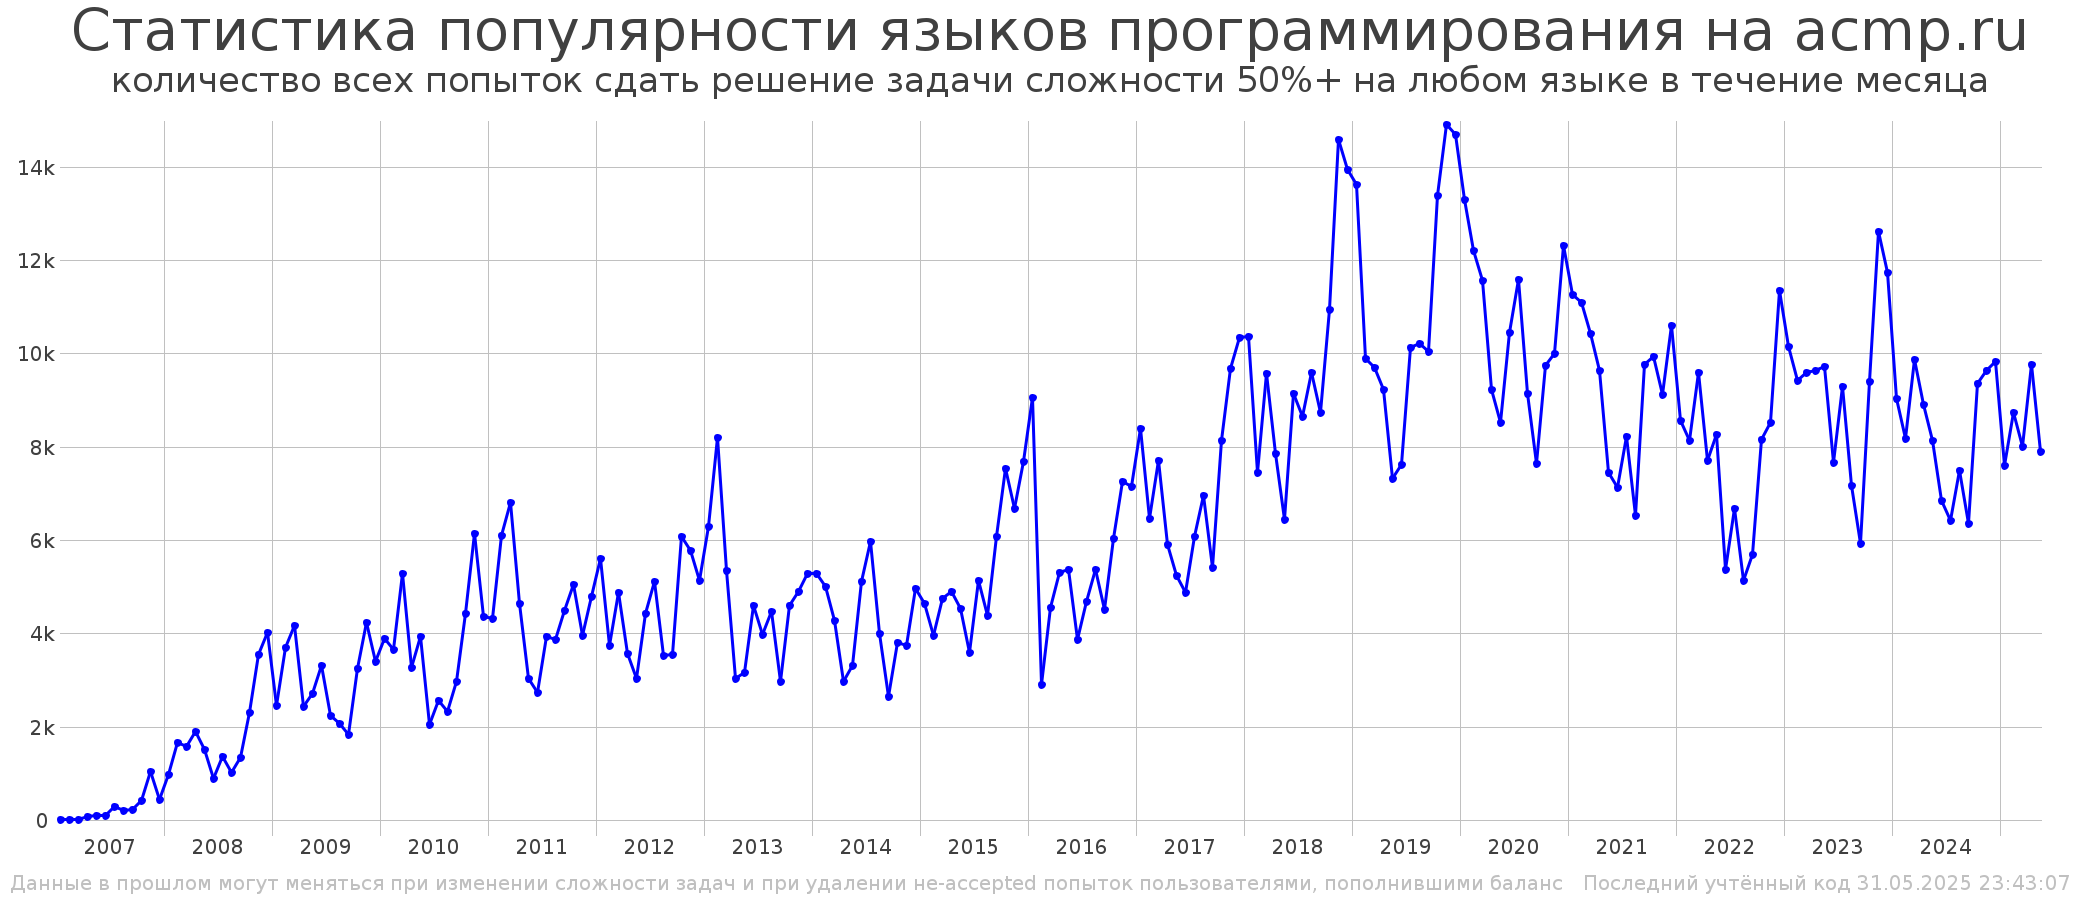 Статистика популярности языков программирования на acmp.ru
количество всех попыток сдать решение задачи сложности 50%+ на любом языке в течение месяца
14k
12k
10k
8k
6k
4k
2k
0
2007 2008 2009 2010 2011 2012 2013 2014 2015 2016 2017 2018 2019 2020 2021 2022 2023 2024
Данные в прошлом могут меняться при изменении сложности задач и при удалении не-accepted попыток пользователями, пополнившими баланс Последний учтённый код 31.05.2025 23:43:07